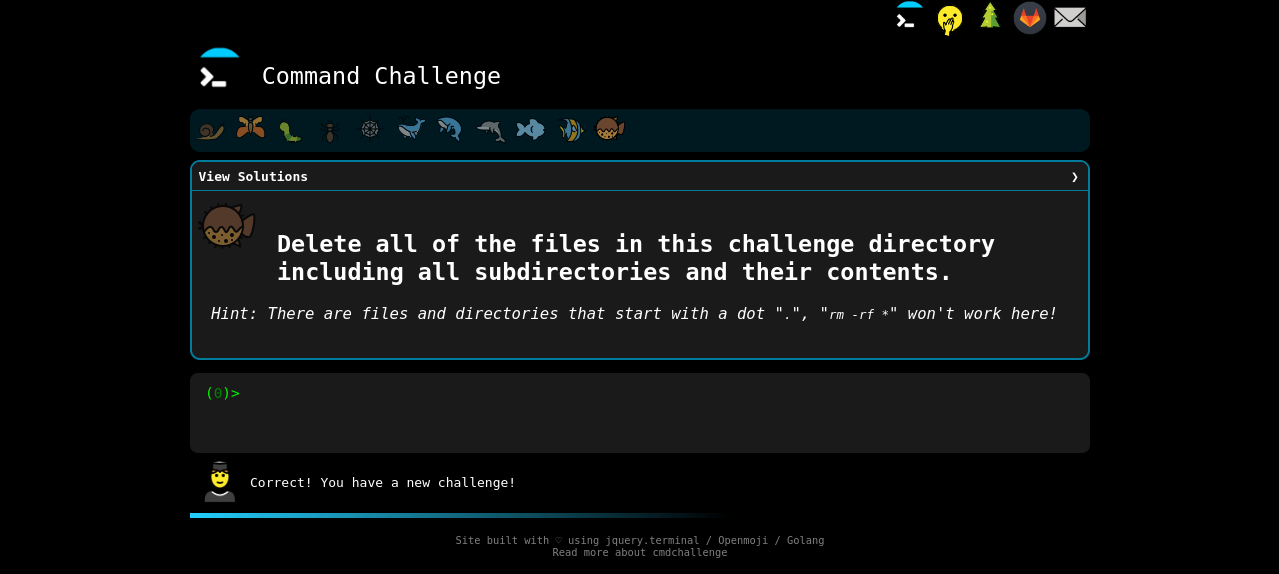 Command Challenge
View Solutions ❯
Delete all of the files in this challenge directory
including all subdirectories and their contents.
Hint: There are files and directories that start with a dot ".", "rm -rf *" won't work here!
(0)>
Correct! You have a new challenge!
Site built with ♡ using jquery.terminal / Openmoji / Golang
Read more about cmdchallenge